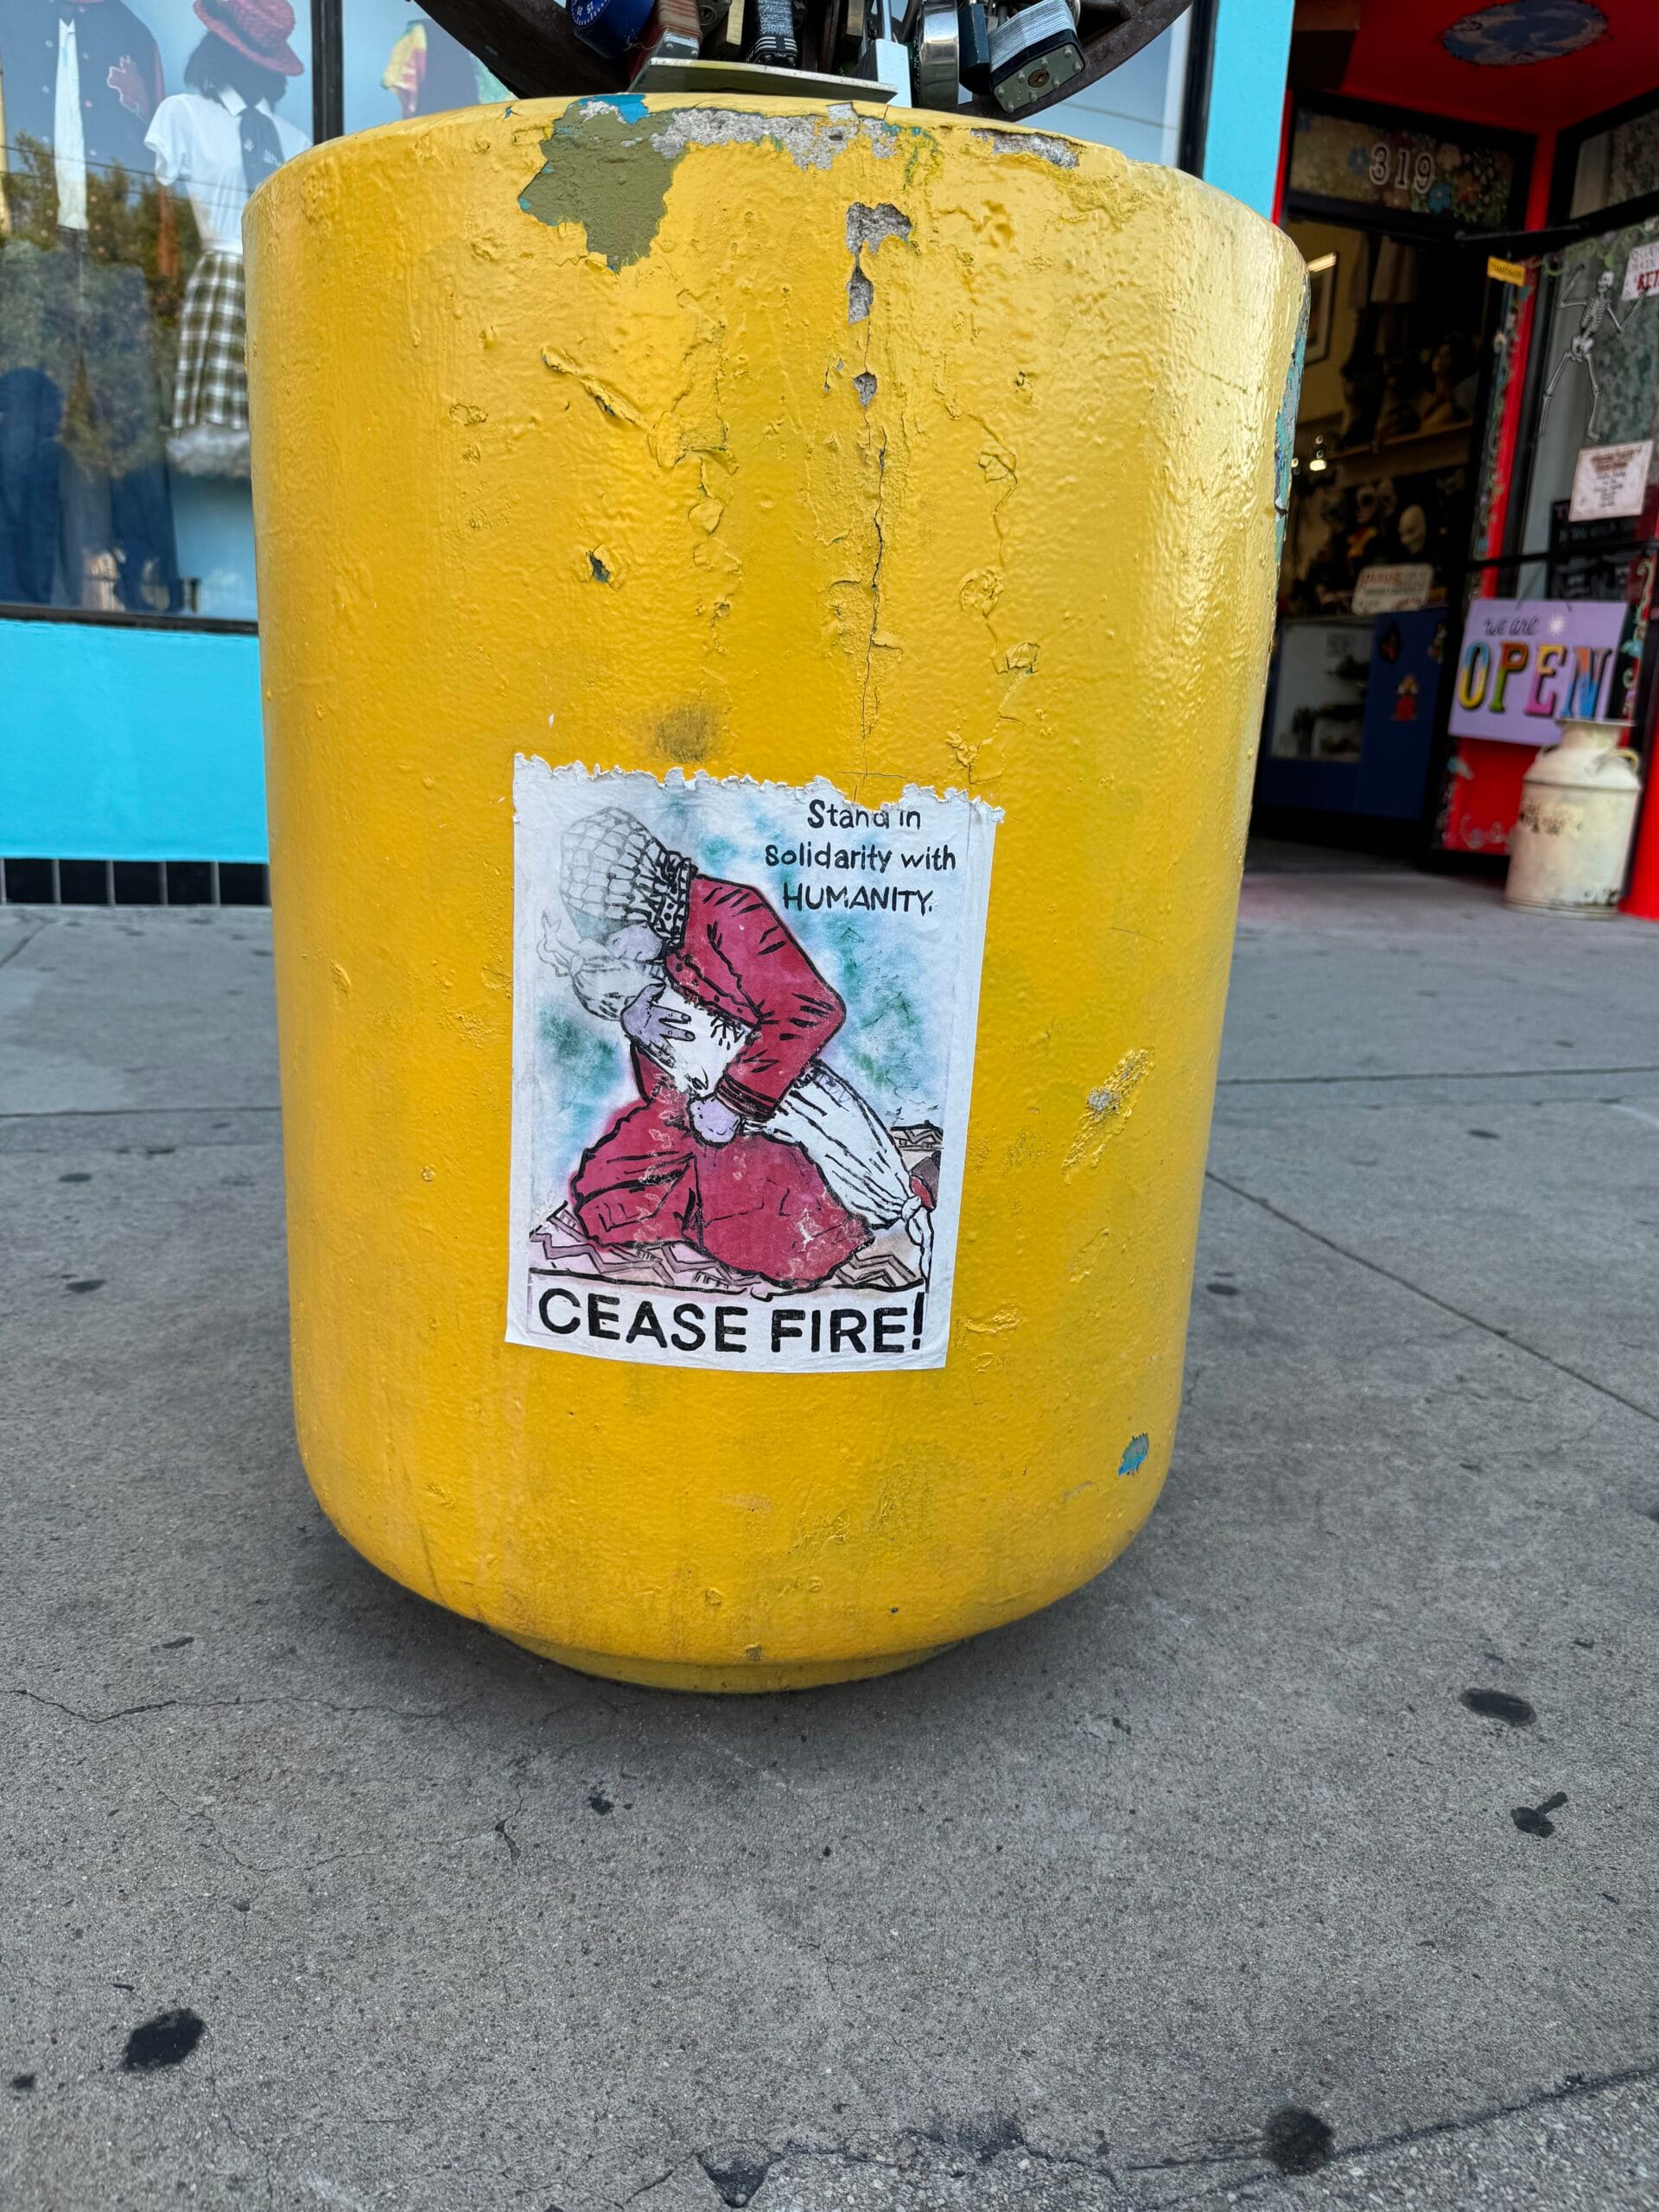 319
we are
OPEN
Stand in
Solidarity with
HUMANITY.
CEASE FIRE!